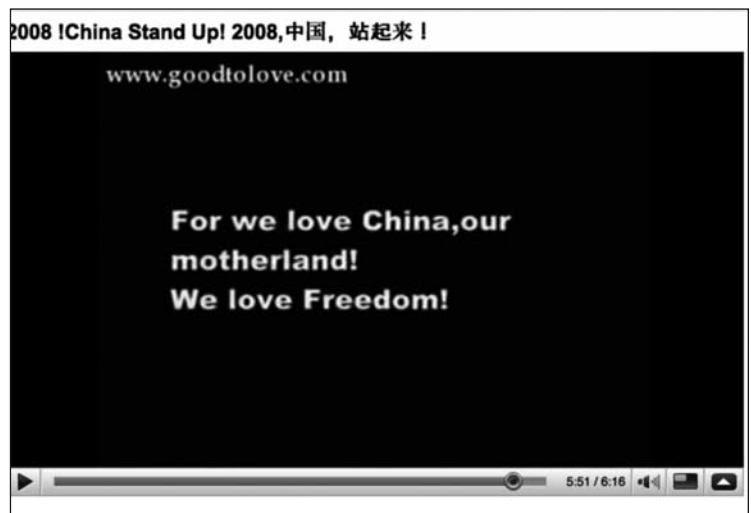 2008 !China Stand Up! 2008,中国，站起来！
www.goodtolove.com
For we love China,our
motherland!
We love Freedom!
5:51 / 6:16